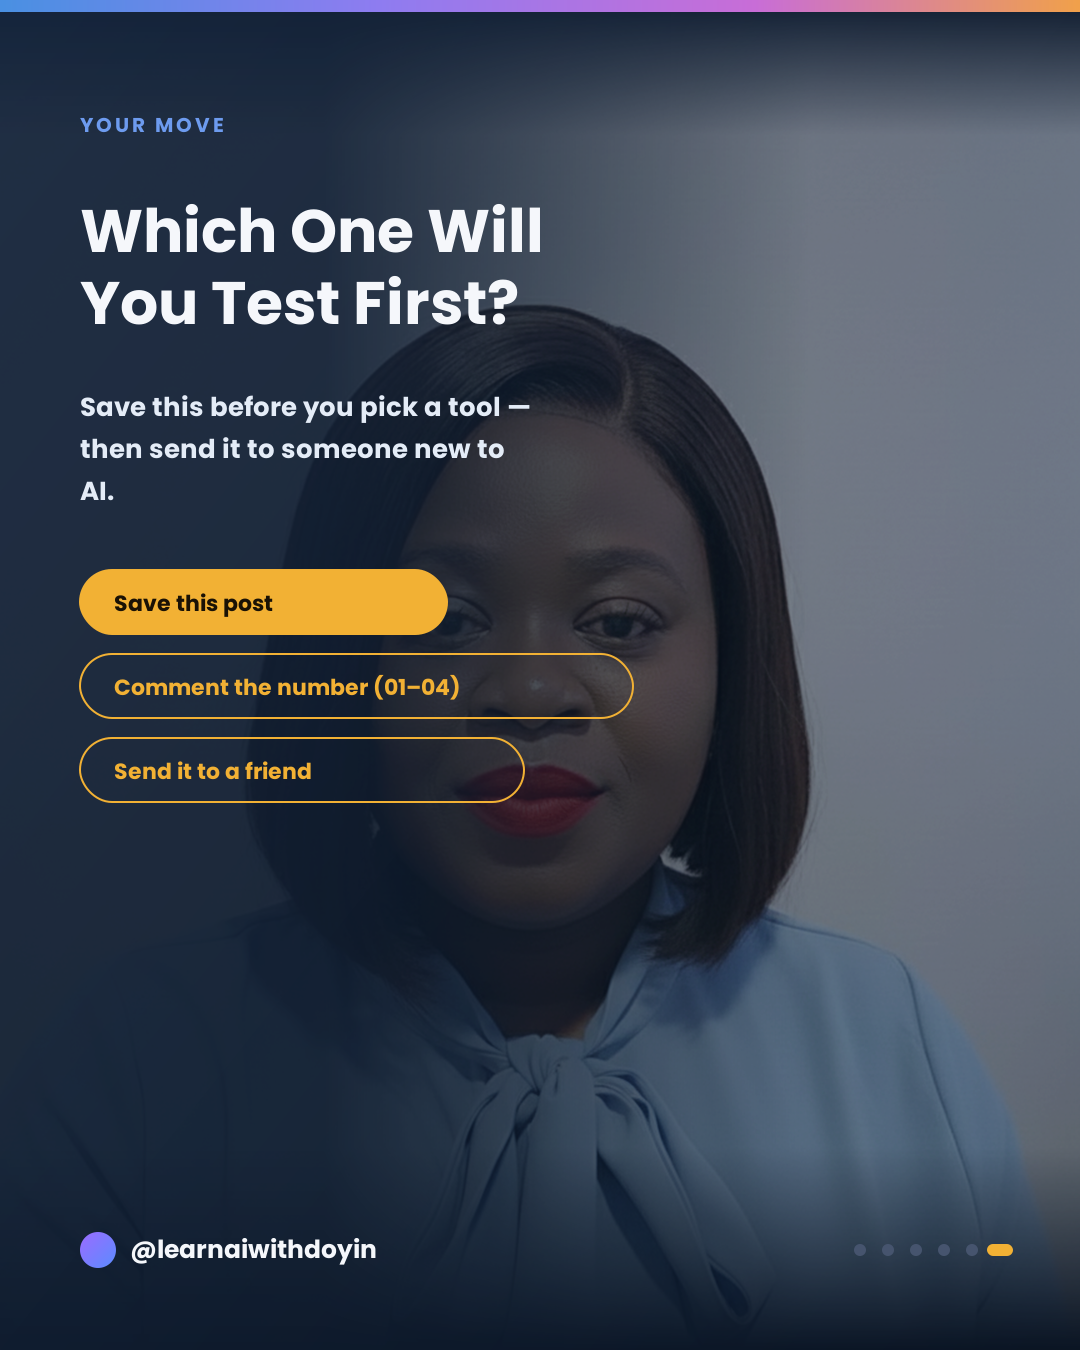 YOUR MOVE
Which One Will
You Test First?
Save this before you pick a tool —
then send it to someone new to
AI.
Save this post
Comment the number (01–04)
Send it to a friend
@learnaiwithdoyin